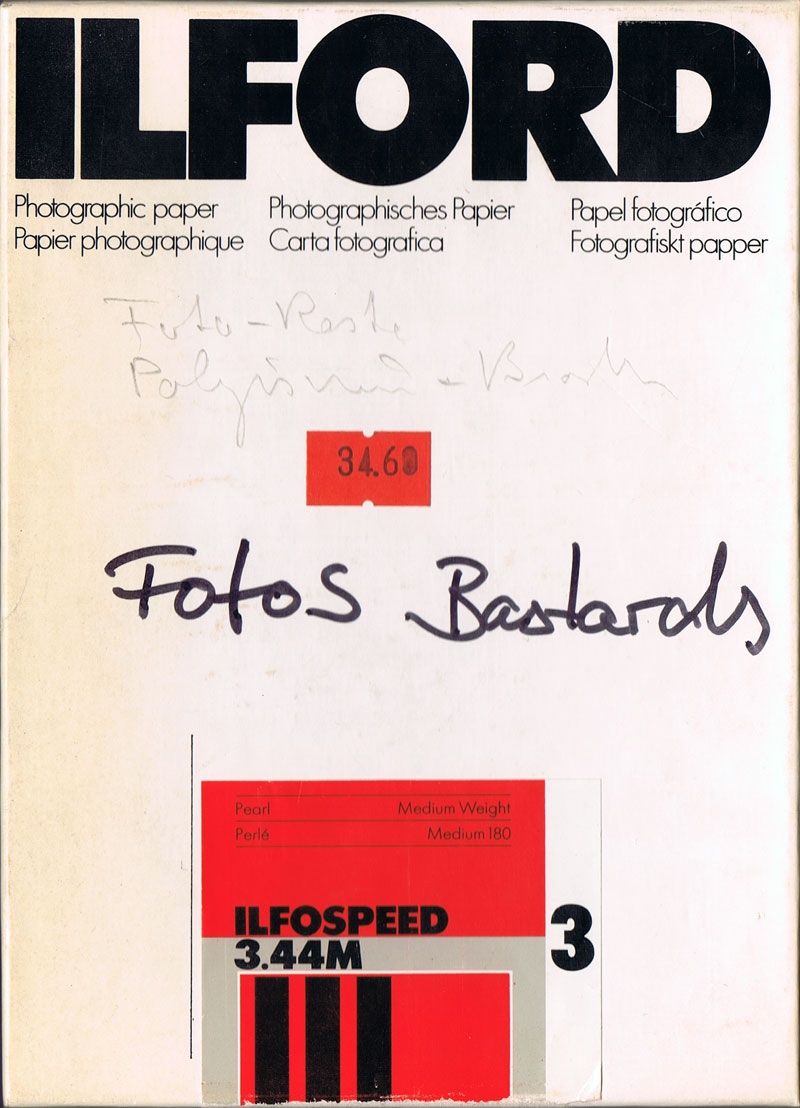 ILFORD
Photographic paper
Papier photographique
Photographisches Papier
Carta fotografica
Papel fotográfico
Fotografiskt papper
Foto-Reste
34.60
Fotos Bastards
Pearl Medium Weight
Perlé Medium 180
ILFOSPEED
3.44M
3